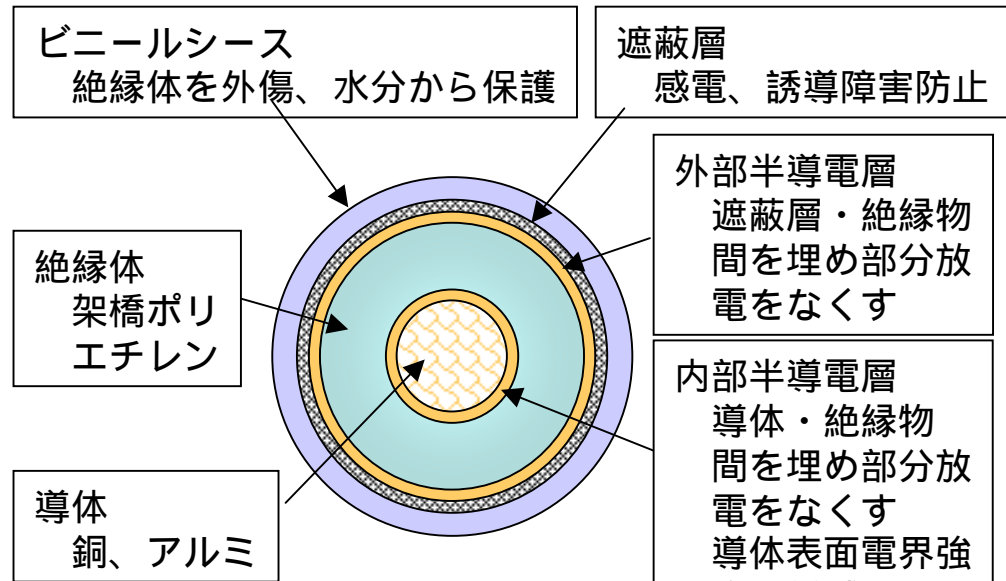 ビニールシース
絶縁体を外傷、水分から保護
遮蔽層
感電、誘導障害防止
外部半導電層
遮蔽層・絶縁物
間を埋め部分放
電をなくす
絶縁体
架橋ポリ
エチレン
内部半導電層
導体・絶縁物
間を埋め部分放
電をなくす
導体表面電界強
導体
銅、アルミ